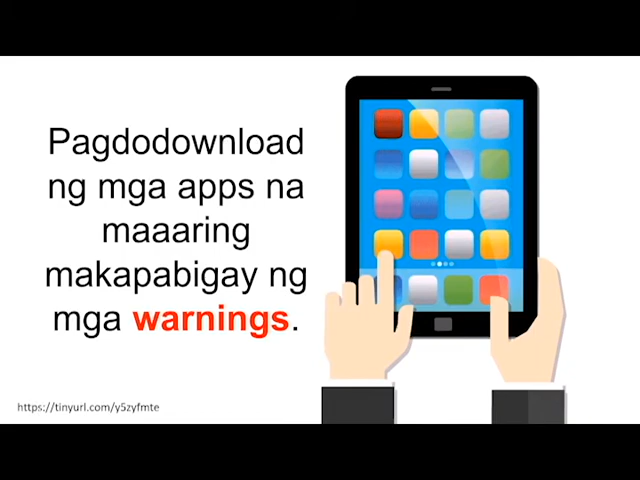 Pagdodownload
ng mga apps na
maaaring
makapabigay ng
mga warnings.
https://tinyurl.com/y5zyfmte